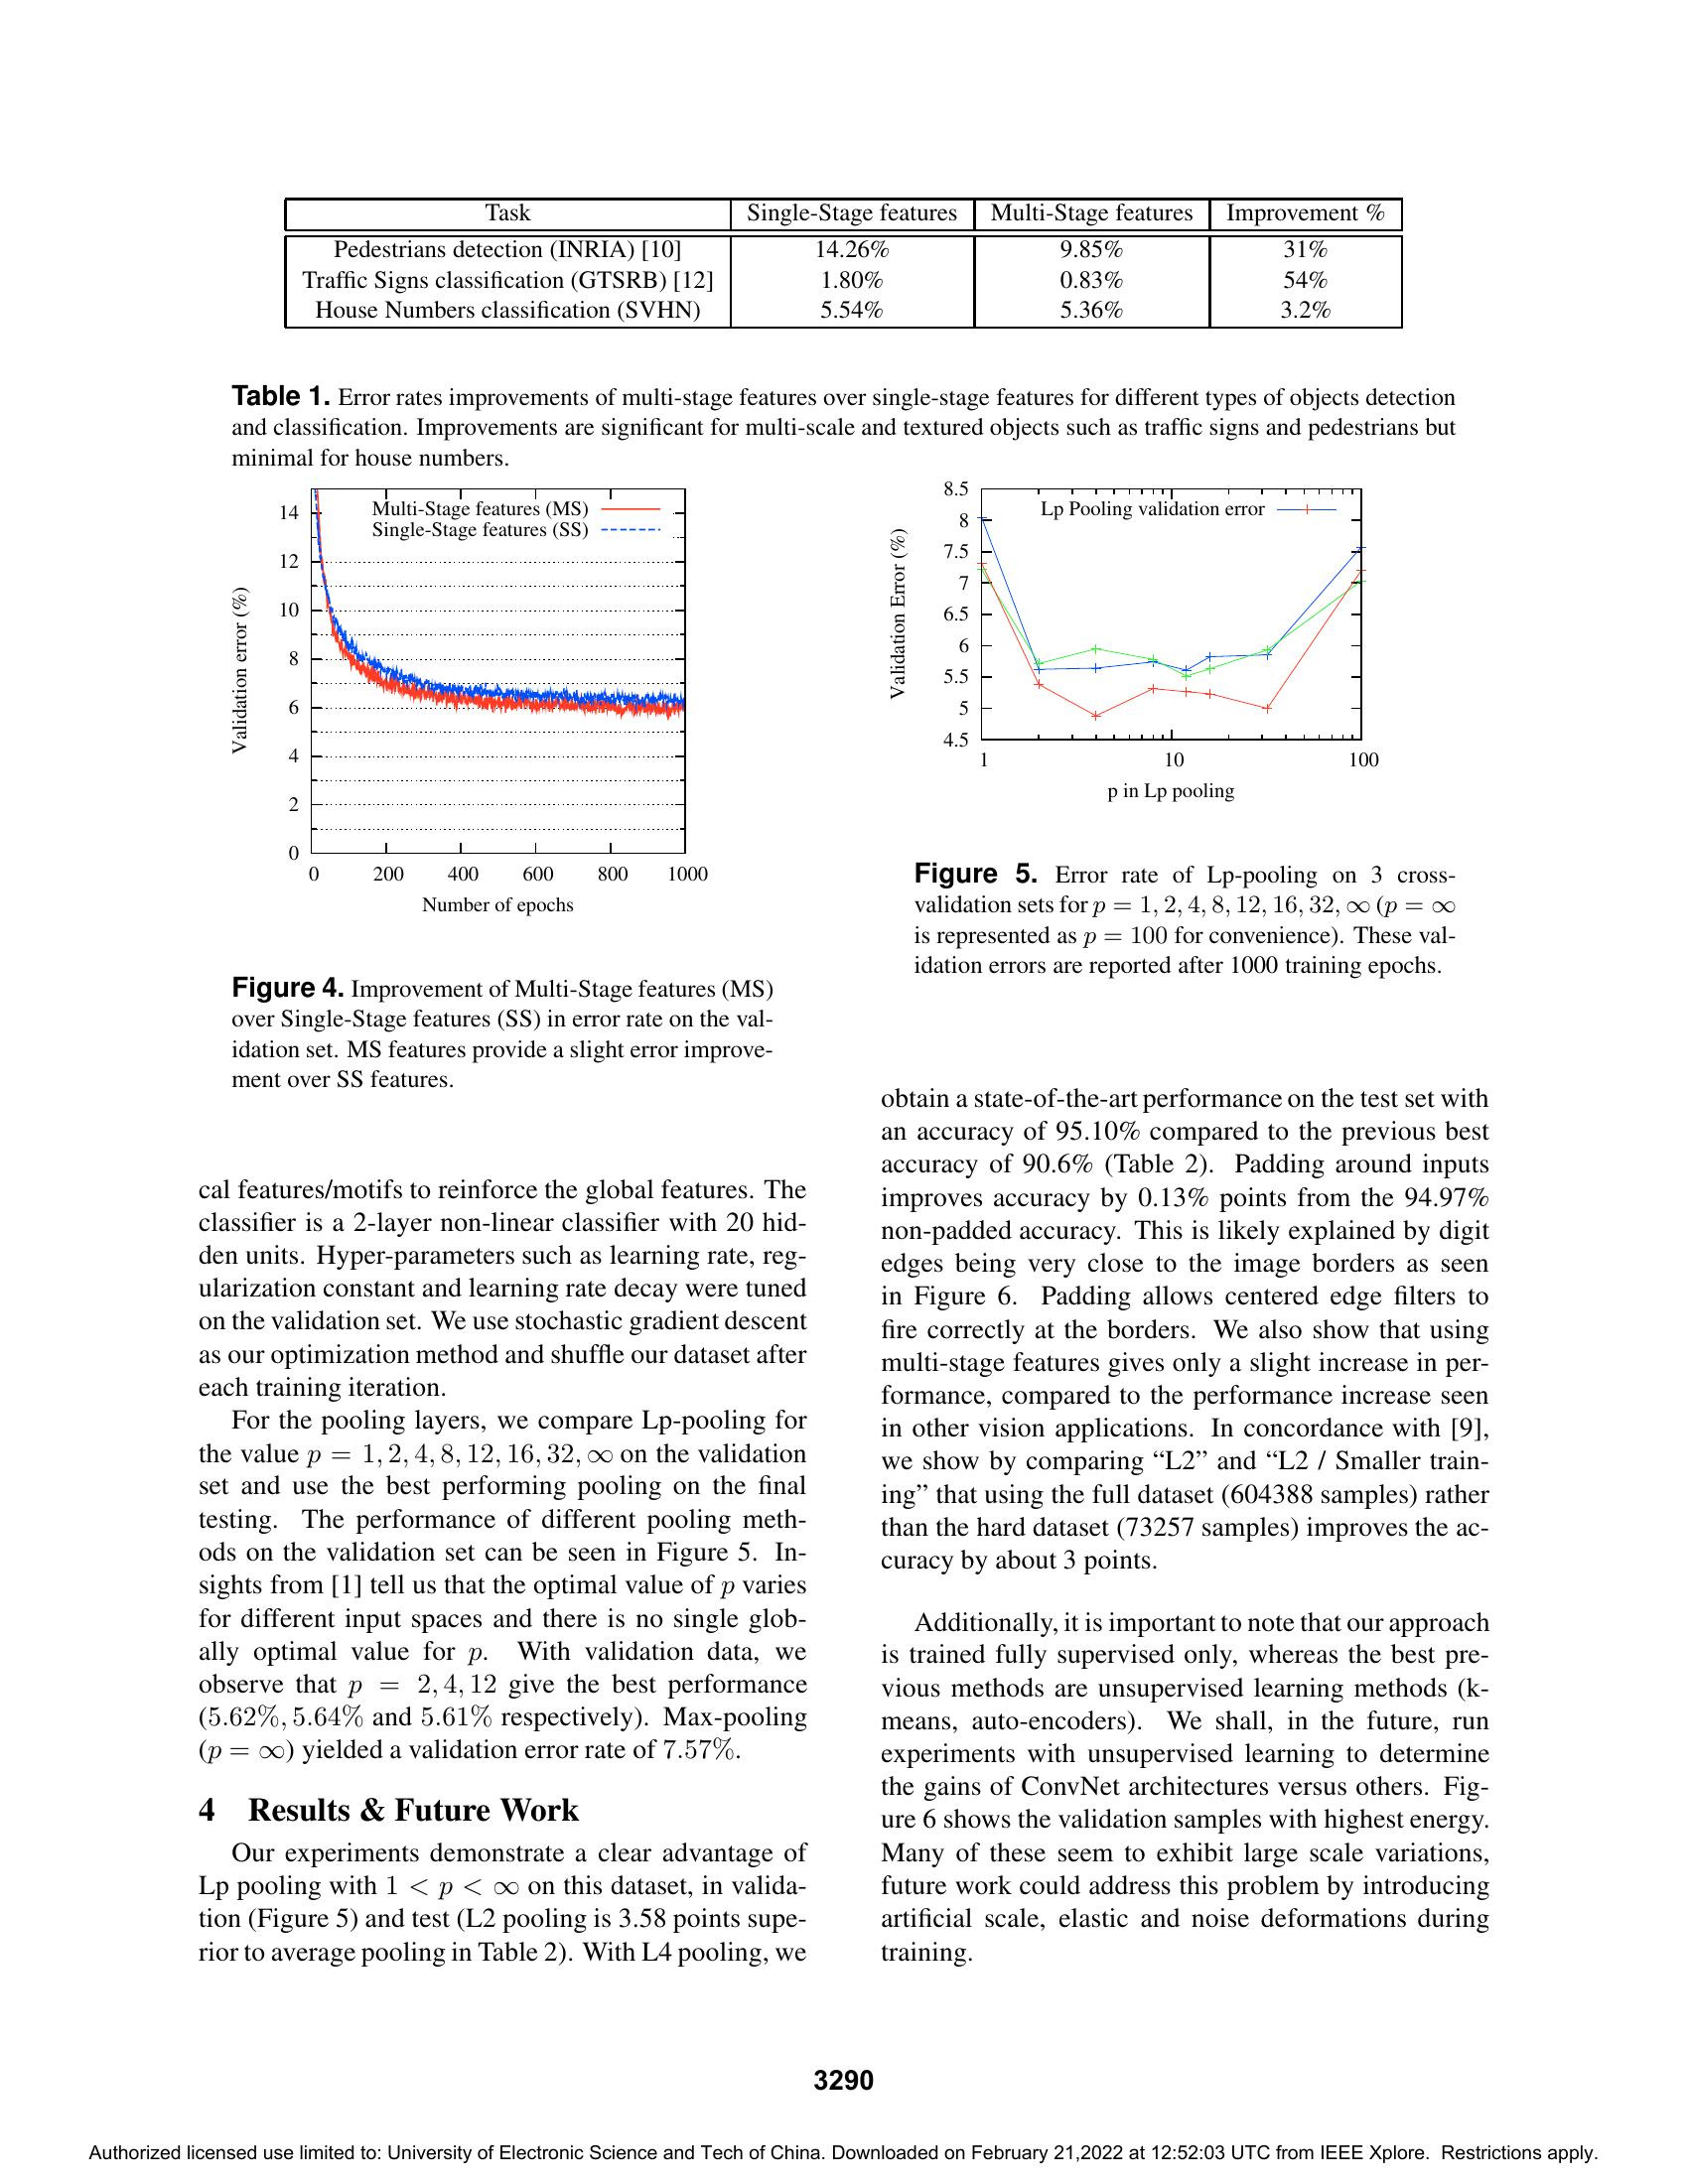 Task Single-Stage features Multi-Stage features Improvement %
Pedestrians detection (INRIA) [10] 14.26% 9.85% 31%
Traffic Signs classification (GTSRB) [12] 1.80% 0.83% 54%
House Numbers classification (SVHN) 5.54% 5.36% 3.2%
Table 1. Error rates improvements of multi-stage features over single-stage features for different types of objects detection
and classification. Improvements are significant for multi-scale and textured objects such as traffic signs and pedestrians but
minimal for house numbers.
Multi-Stage features (MS)
Single-Stage features (SS)
14
12
10
8
6
4
2
0
Validation error (%)
0 200 400 600 800 1000
Number of epochs
Figure 4. Improvement of Multi-Stage features (MS)
over Single-Stage features (SS) in error rate on the val-
idation set. MS features provide a slight error improve-
ment over SS features.
cal features/motifs to reinforce the global features. The
classifier is a 2-layer non-linear classifier with 20 hid-
den units. Hyper-parameters such as learning rate, reg-
ularization constant and learning rate decay were tuned
on the validation set. We use stochastic gradient descent
as our optimization method and shuffle our dataset after
each training iteration.
For the pooling layers, we compare Lp-pooling for
the value p = 1, 2, 4, 8, 12, 16, 32, ∞ on the validation
set and use the best performing pooling on the final
testing. The performance of different pooling meth-
ods on the validation set can be seen in Figure 5. In-
sights from [1] tell us that the optimal value of p varies
for different input spaces and there is no single glob-
ally optimal value for p. With validation data, we
observe that p = 2, 4, 12 give the best performance
(5.62%, 5.64% and 5.61% respectively). Max-pooling
(p = ∞) yielded a validation error rate of 7.57%.
4 Results & Future Work
Our experiments demonstrate a clear advantage of
Lp pooling with 1 < p < ∞ on this dataset, in valida-
tion (Figure 5) and test (L2 pooling is 3.58 points supe-
rior to average pooling in Table 2). With L4 pooling, we
Lp Pooling validation error
8.5
8
7.5
7
6.5
6
5.5
5
4.5
Validation Error (%)
1 10 100
p in Lp pooling
Figure 5. Error rate of Lp-pooling on 3 cross-
validation sets for p = 1, 2, 4, 8, 12, 16, 32, ∞ (p = ∞
is represented as p = 100 for convenience). These val-
idation errors are reported after 1000 training epochs.
obtain a state-of-the-art performance on the test set with
an accuracy of 95.10% compared to the previous best
accuracy of 90.6% (Table 2). Padding around inputs
improves accuracy by 0.13% points from the 94.97%
non-padded accuracy. This is likely explained by digit
edges being very close to the image borders as seen
in Figure 6. Padding allows centered edge filters to
fire correctly at the borders. We also show that using
multi-stage features gives only a slight increase in per-
formance, compared to the performance increase seen
in other vision applications. In concordance with [9],
we show by comparing “L2” and “L2 / Smaller train-
ing” that using the full dataset (604388 samples) rather
than the hard dataset (73257 samples) improves the ac-
curacy by about 3 points.
Additionally, it is important to note that our approach
is trained fully supervised only, whereas the best pre-
vious methods are unsupervised learning methods (k-
means, auto-encoders). We shall, in the future, run
experiments with unsupervised learning to determine
the gains of ConvNet architectures versus others. Fig-
ure 6 shows the validation samples with highest energy.
Many of these seem to exhibit large scale variations,
future work could address this problem by introducing
artificial scale, elastic and noise deformations during
training.
3290
Authorized licensed use limited to: University of Electronic Science and Tech of China. Downloaded on February 21,2022 at 12:52:03 UTC from IEEE Xplore. Restrictions apply.